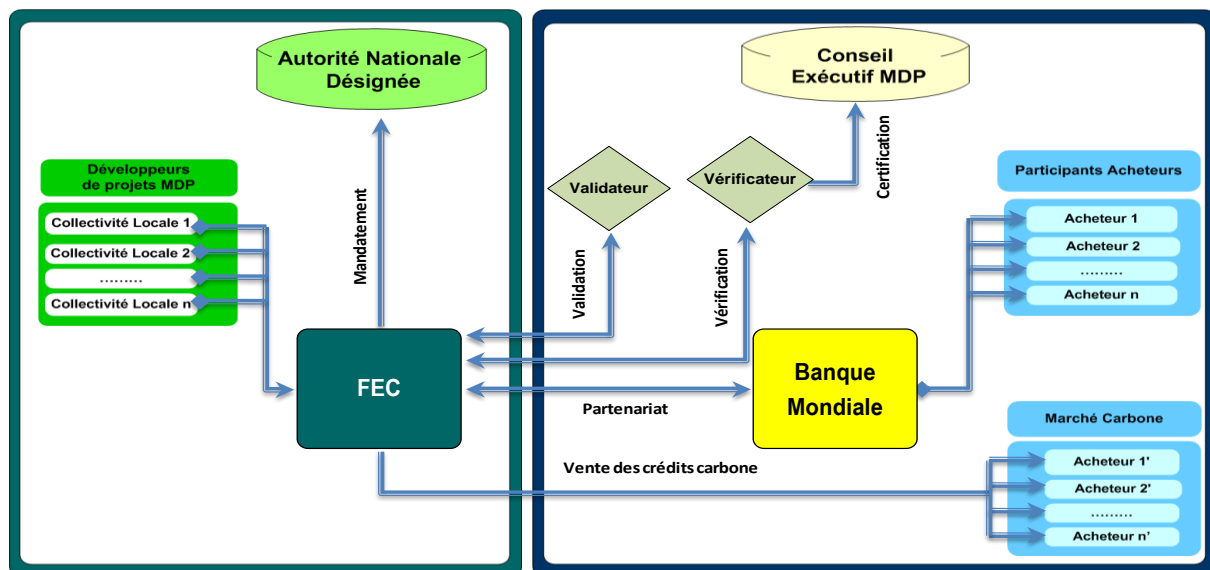 Autorité Nationale
Désignée
Développeurs
de projets MDP
Collectivité Locale 1
Collectivité Locale 2
.........
Collectivité Locale n
Mandatement
FEC
Conseil
Exécutif MDP
Validateur
Vérificateur
Certification
Validation
Vérification
Partenariat
Banque
Mondiale
Vente des crédits carbone
Participants Acheteurs
Acheteur 1
Acheteur 2
.........
Acheteur n
Marché Carbone
Acheteur 1'
Acheteur 2'
.........
Acheteur n’